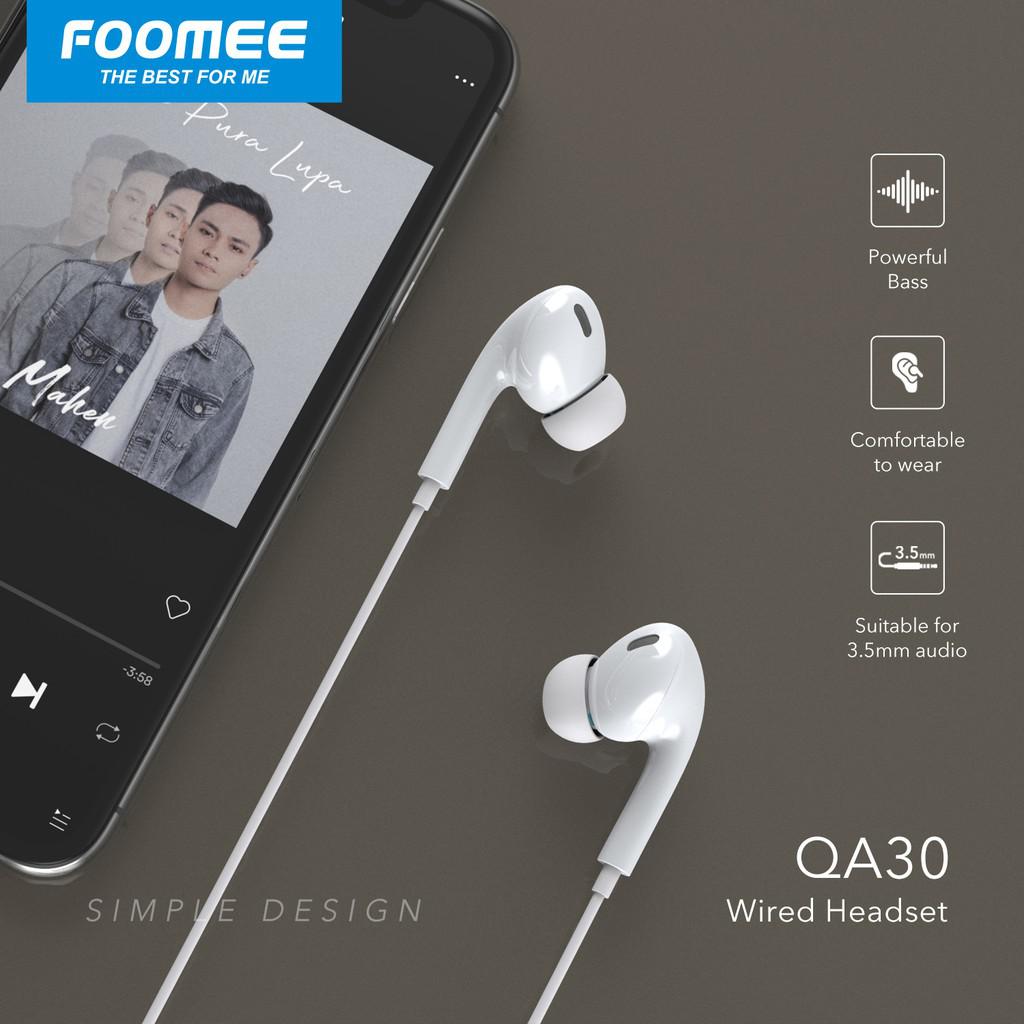 FOOMEE
THE BEST FOR ME
Pura Lupa
Mahen
-3:58
Powerful
Bass
Comfortable
to wear
3.5mm
Suitable for
3.5mm audio
QA30
Wired Headset
SIMPLE DESIGN